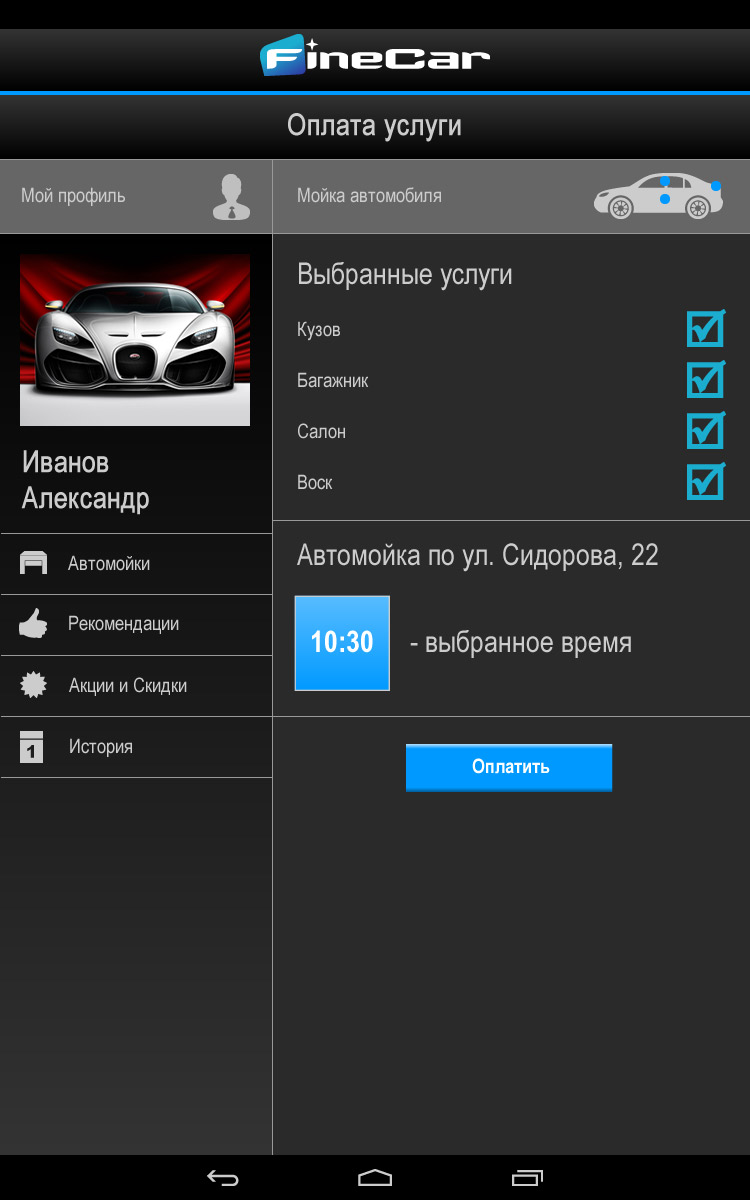 FineCar
Оплата услуги
Мой профиль
Мойка автомобиля
Иванов
Александр
Автомойки
Рекомендации
Акции и Скидки
1
История
Выбранные услуги
Кузов
Багажник
Салон
Воск
Автомойка по ул. Сидорова, 22
10:30
- выбранное время
Оплатить